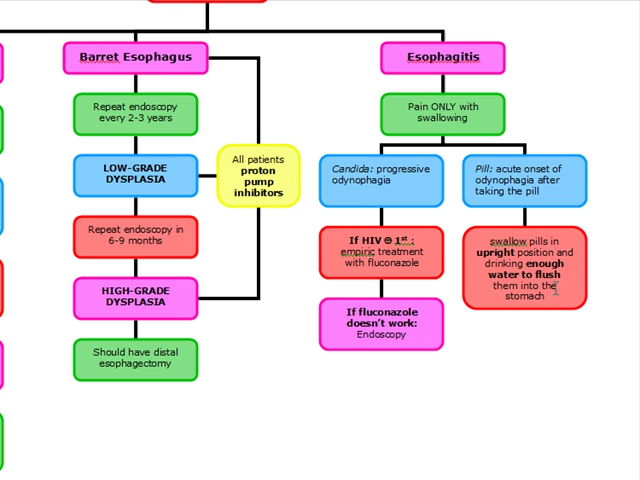 Barret Esophagus
Repeat endoscopy
every 2-3 years
LOW-GRADE
DYSPLASIA
Repeat endoscopy in
6-9 months
HIGH-GRADE
DYSPLASIA
Should have distal
esophagectomy
All patients
proton
pump
inhibitors
Esophagitis
Pain ONLY with
swallowing
Candida: progressive
odynophagia
If HIV ⊕ 1st:
empiric treatment
with fluconazole
If fluconazole
doesn't work:
Endoscopy
Pill: acute onset of
odynophagia after
taking the pill
swallow pills in
upright position and
drinking enough
water to flush
them into the
stomach